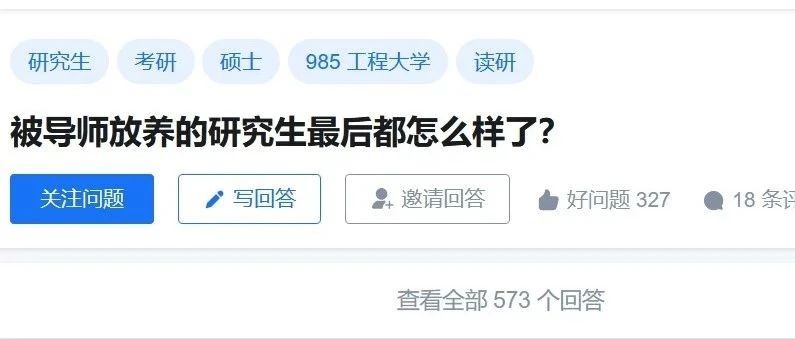 研究生 考研 硕士 985 工程大学 读研
被导师放养的研究生最后都怎么样了？
关注问题 写回答 邀请回答 好问题 327 18 条
查看全部 573 个回答